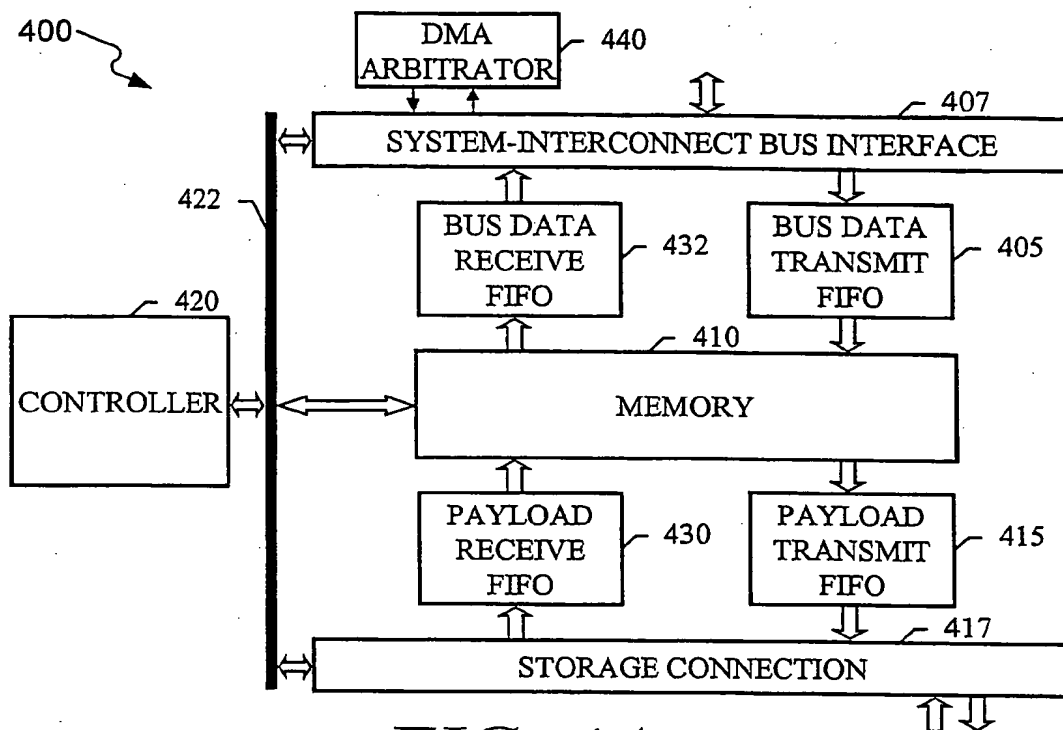 400
DMA
ARBITRATOR
440
407
SYSTEM-INTERCONNECT BUS INTERFACE
422
BUS DATA
RECEIVE
FIFO
432
BUS DATA
TRANSMIT
FIFO
405
420
CONTROLLER
410
MEMORY
PAYLOAD
RECEIVE
FIFO
430
PAYLOAD
TRANSMIT
FIFO
415
417
STORAGE CONNECTION